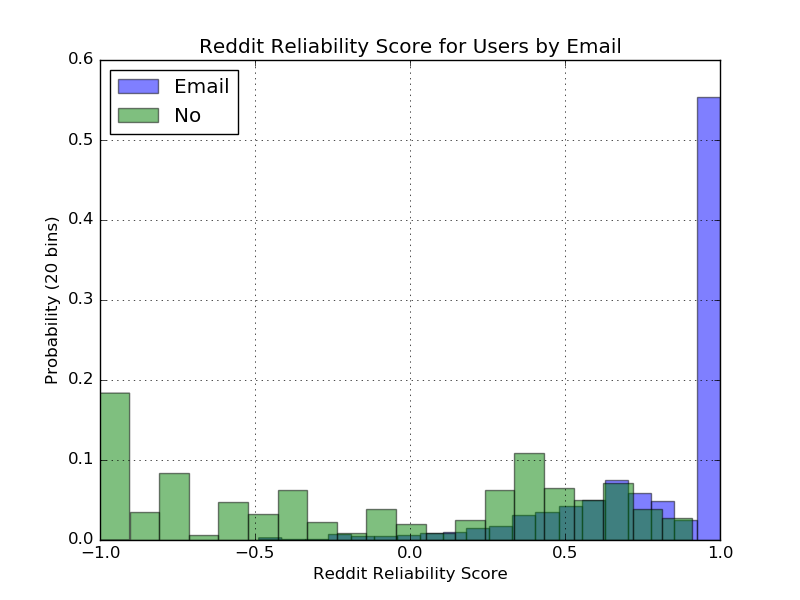 Reddit Reliability Score for Users by Email
Email
No
Probability (20 bins)
0.6
0.5
0.4
0.3
0.2
0.1
0.0
−1.0
−0.5
0.0
0.5
1.0
Reddit Reliability Score